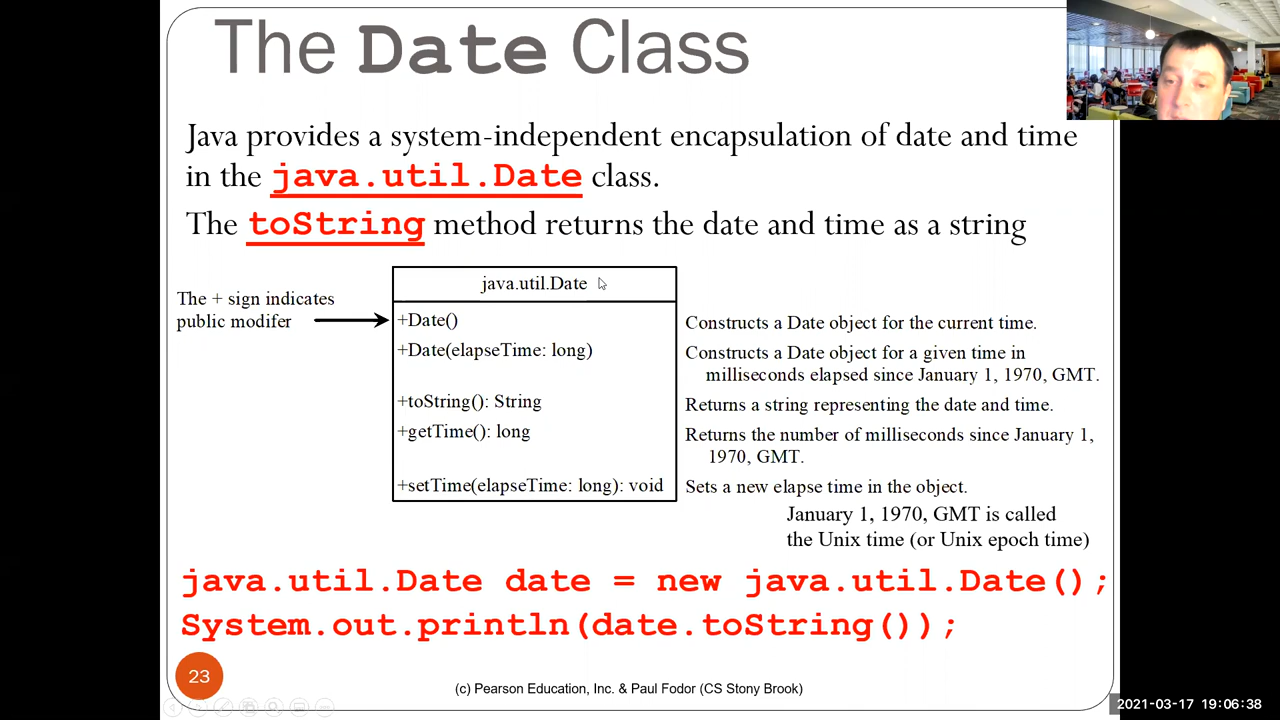 The Date Class
Java provides a system-independent encapsulation of date and time
in the java.util.Date class.
The toString method returns the date and time as a string
The + sign indicates
public modifer
java.util.Date
+Date()
+Date(elapseTime: long)
+toString(): String
+getTime(): long
+setTime(elapseTime: long): void
Constructs a Date object for the current time.
Constructs a Date object for a given time in
milliseconds elapsed since January 1, 1970, GMT.
Returns a string representing the date and time.
Returns the number of milliseconds since January 1,
1970, GMT.
Sets a new elapse time in the object.
January 1, 1970, GMT is called
the Unix time (or Unix epoch time)
java.util.Date date = new java.util.Date();
System.out.println(date.toString());
23
(c) Pearson Education, Inc. & Paul Fodor (CS Stony Brook)
2021-03-17 19:06:38